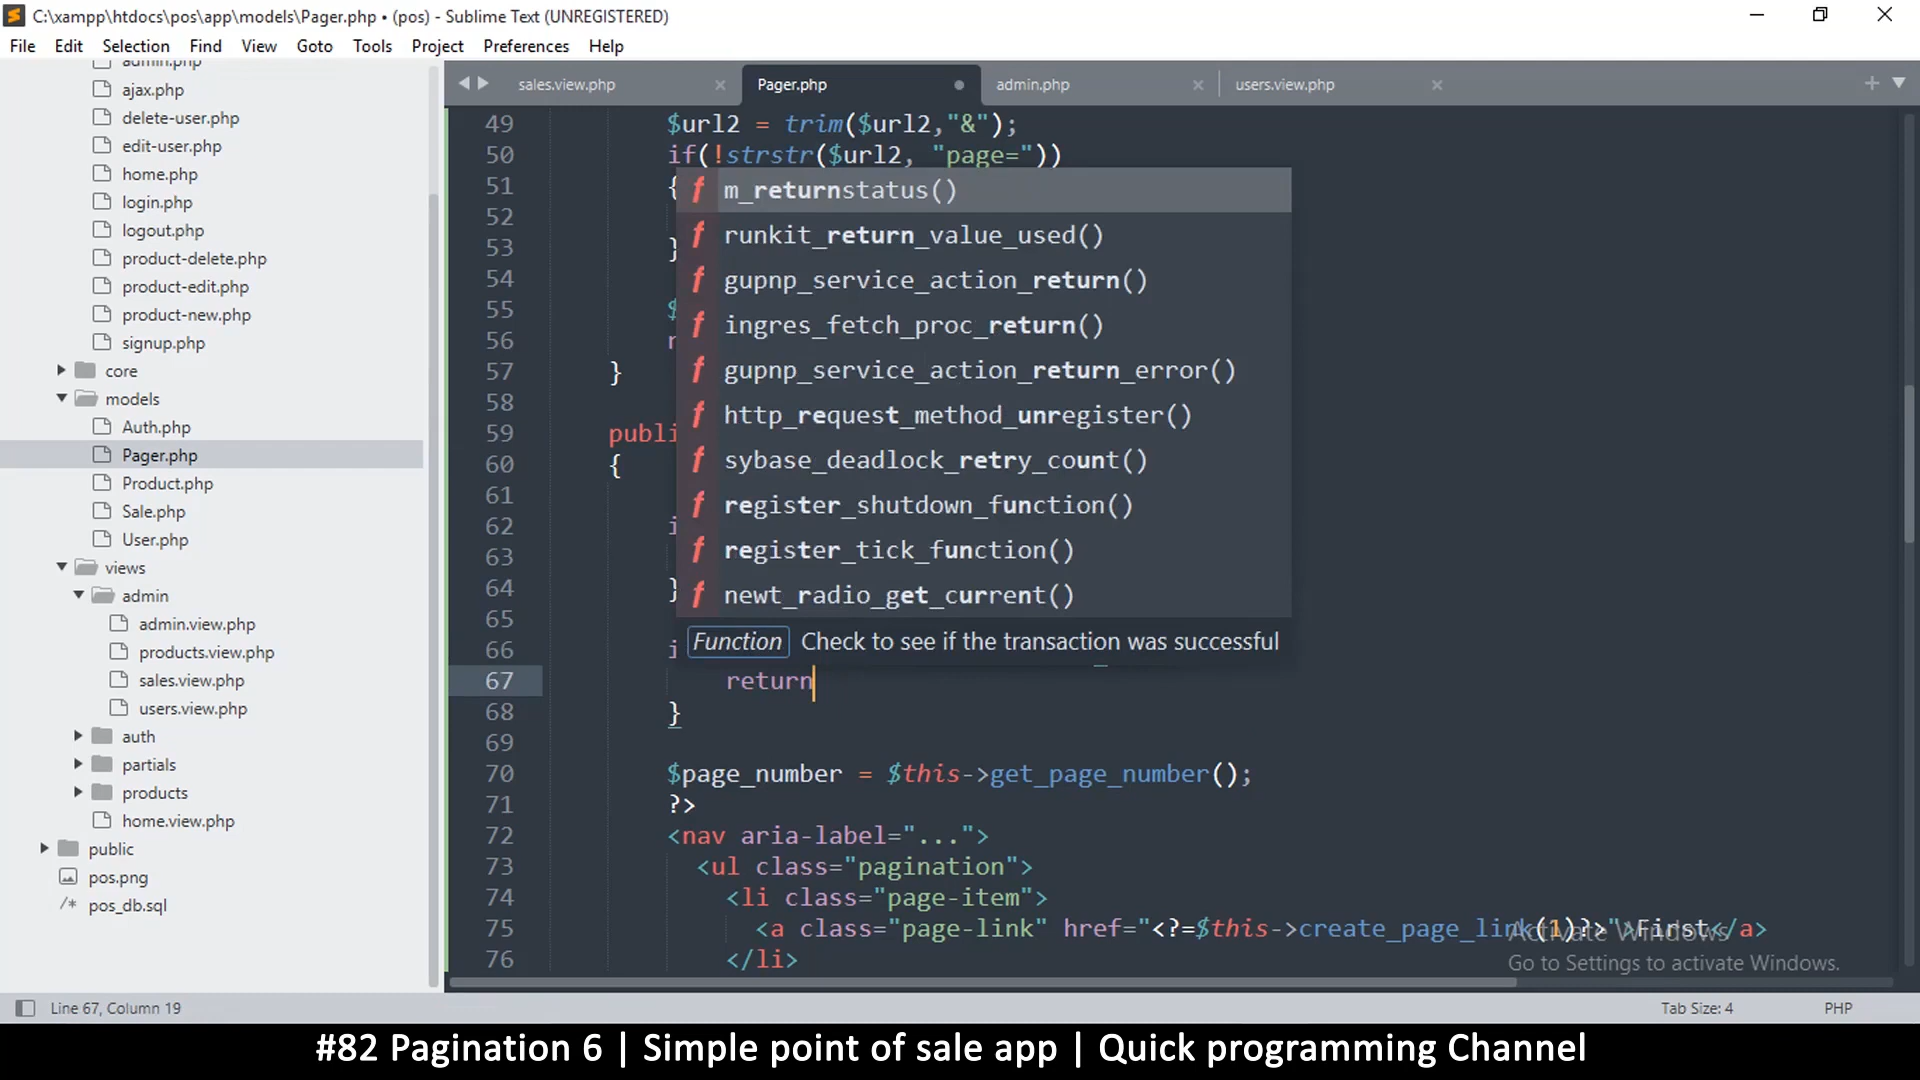 C:\xampp\htdocs\pos\app\models\Pager.php • (pos) - Sublime Text (UNREGISTERED)
File Edit Selection Find View Goto Tools Project Preferences Help
admin.php
ajax.php
delete-user.php
edit-user.php
home.php
login.php
logout.php
product-delete.php
product-edit.php
product-new.php
signup.php
core
models
Auth.php
Pager.php
Product.php
Sale.php
User.php
views
admin
admin.view.php
products.view.php
sales.view.php
users.view.php
auth
partials
products
home.view.php
public
pos.png
/* pos_db.sql
sales.view.php Pager.php admin.php users.view.php
49 $url2 = trim($url2,"&");
50 if(!strstr($url2, "page="))
51 {
52
53 }
54
55 $
56 r
57 }
58
59 publi
60 {
61
62 i
63
64 }
65
66 i
67 return
68 }
69
70 $page_number = $this->get_page_number();
71 ?>
72 <nav aria-label="...">
73 <ul class="pagination">
74 <li class="page-item">
75 <a class="page-link" href="<?=$this->create_page_link(1)?>">First</a>
76 </li>
f m_returnstatus()
f runkit_return_value_used()
f gupnp_service_action_return()
f ingres_fetch_proc_return()
f gupnp_service_action_return_error()
f http_request_method_unregister()
f sybase_deadlock_retry_count()
f register_shutdown_function()
f register_tick_function()
f newt_radio_get_current()
Function Check to see if the transaction was successful
Activate Windows
Go to Settings to activate Windows.
Line 67, Column 19 Tab Size: 4 PHP
#82 Pagination 6 | Simple point of sale app | Quick programming Channel